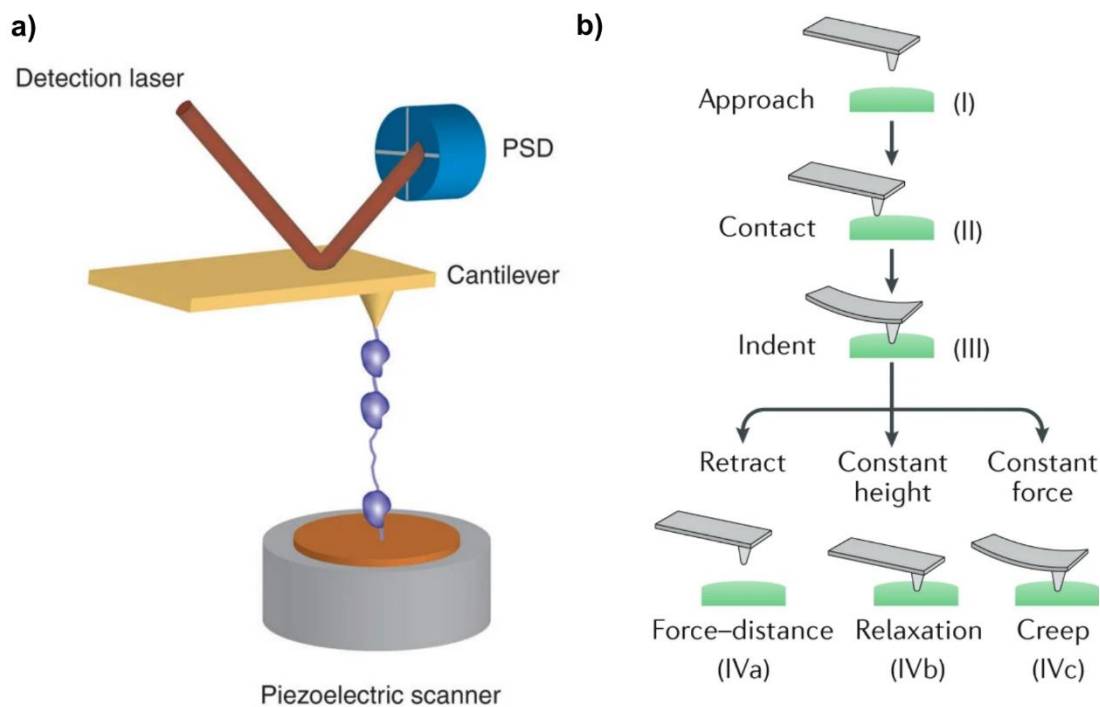 a)
Detection laser
PSD
Cantilever
Piezoelectric scanner
b)
Approach
(I)
Contact
(II)
Indent
(III)
Retract
Constant
height
Constant
force
Force–distance
(IVa)
Relaxation
(IVb)
Creep
(IVc)